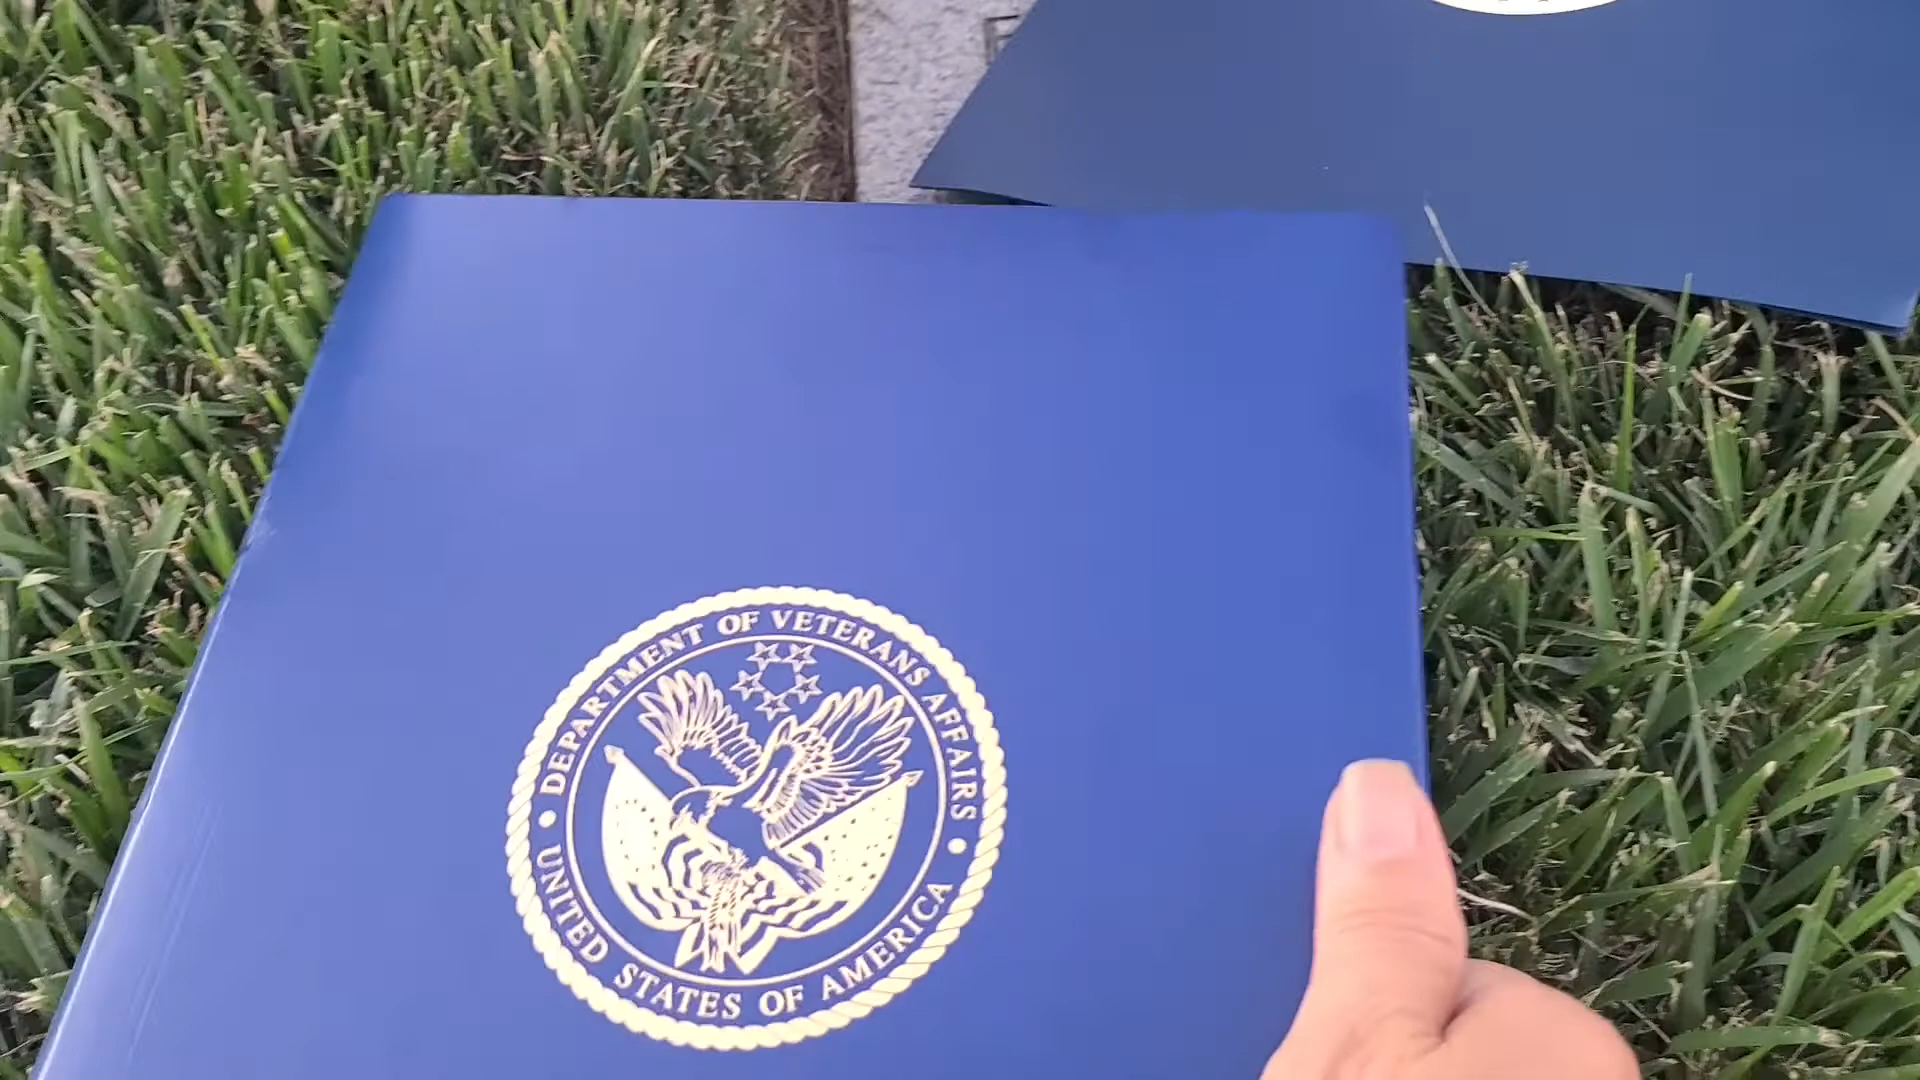 DEPARTMENT OF VETERANS AFFAIRS
UNITED STATES OF AMERICA